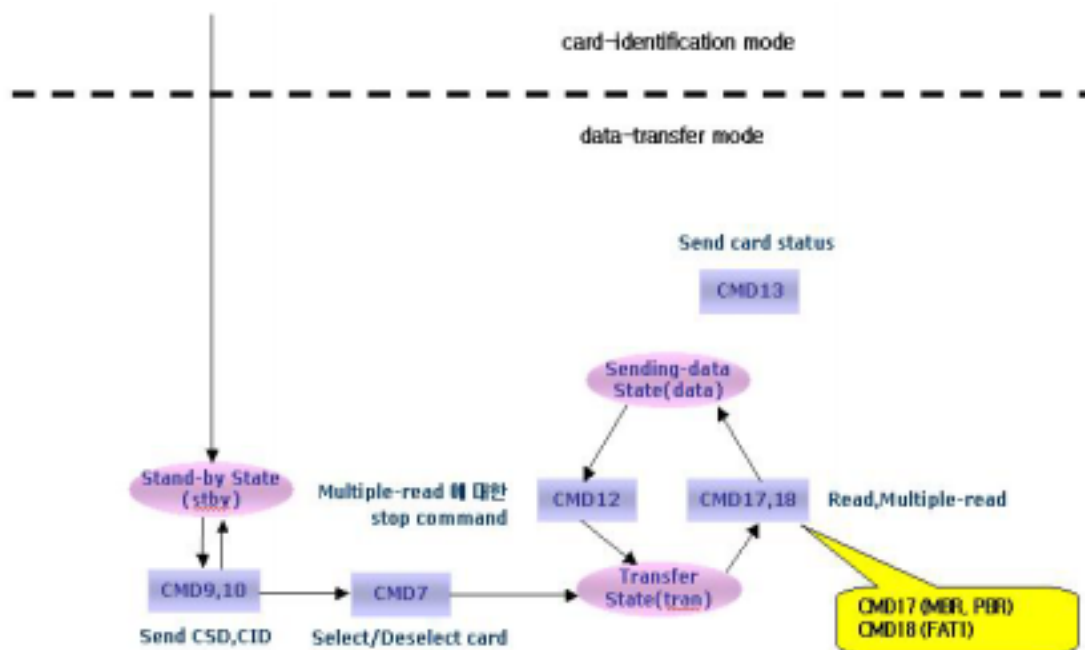 card-identification mode
data-transfer mode
Send card status
CMD13
Sending-data
State(data)
Stand-by State
(stby)
Multiple-read 에 대한
stop command
CMD12
CMD17,18
Read,Multiple-read
CMD9,10
CMD7
Transfer
State(tran)
Send CSD,CID
Select/Deselect card
CMD17 (MBR, PBR)
CMD18 (FAT1)